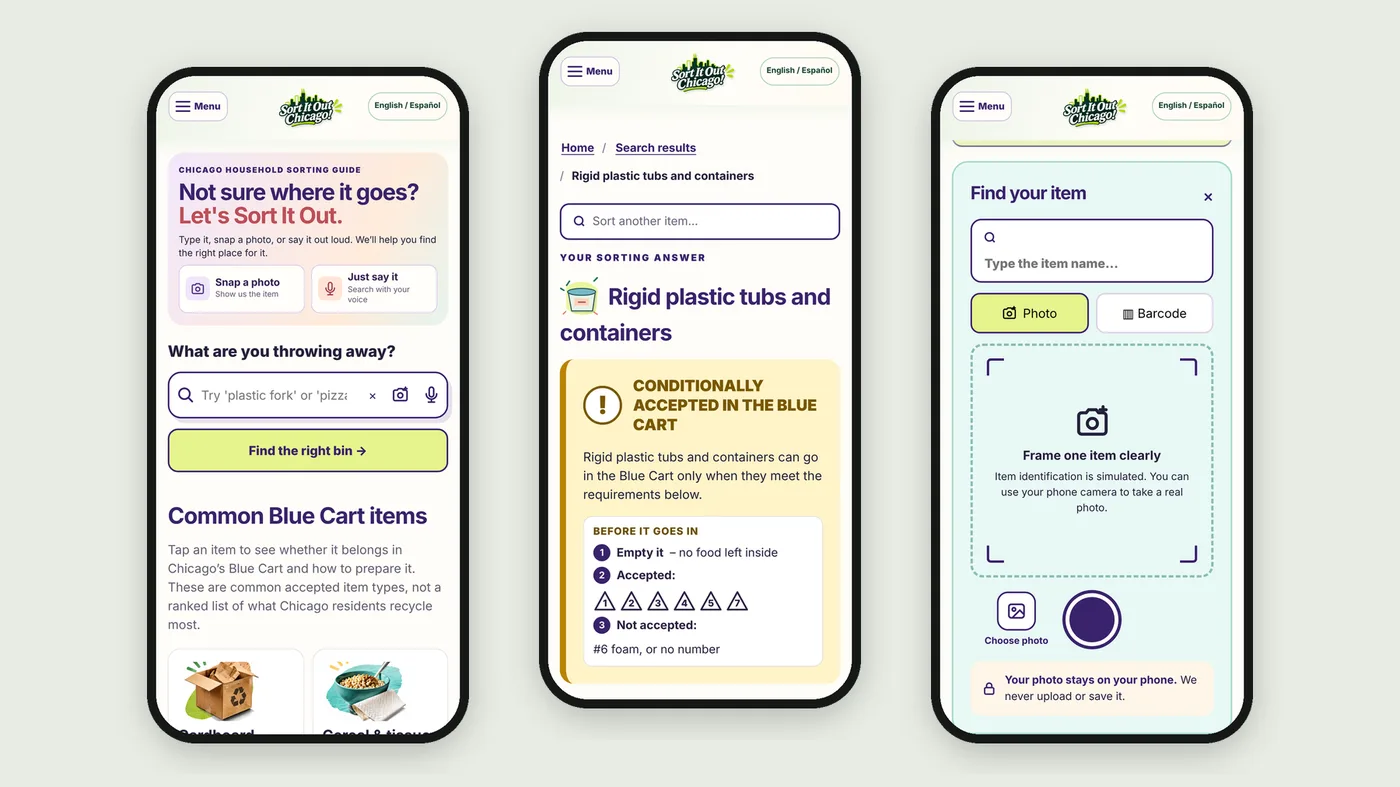 Menu
Sort It Out
Chicago!
English / Español
CHICAGO HOUSEHOLD SORTING GUIDE
Not sure where it goes?
Let's Sort It Out.
Type it, snap a photo, or say it out loud. We'll help you find
the right place for it.
Snap a photo
Show us the item
Just say it
Search with your
voice
What are you throwing away?
Try 'plastic fork' or 'pizza
×
Find the right bin →
Common Blue Cart items
Tap an item to see whether it belongs in
Chicago's Blue Cart and how to prepare it.
These are common accepted item types, not a
ranked list of what Chicago residents recycle
most.
Menu
Sort It Out
Chicago!
English / Español
Home / Search results
/ Rigid plastic tubs and containers
Sort another item...
YOUR SORTING ANSWER
Rigid plastic tubs and
containers
!
CONDITIONALLY
ACCEPTED IN THE BLUE
CART
Rigid plastic tubs and containers can go
in the Blue Cart only when they meet the
requirements below.
BEFORE IT GOES IN
1 Empty it – no food left inside
2 Accepted:
1 2 3 4 5 7
3 Not accepted:
#6 foam, or no number
Menu
Sort It Out
Chicago!
English / Español
Find your item
×
Type the item name...
Photo
Barcode
Frame one item clearly
Item identification is simulated. You can
use your phone camera to take a real
photo.
Choose photo
Your photo stays on your phone. We
never upload or save it.